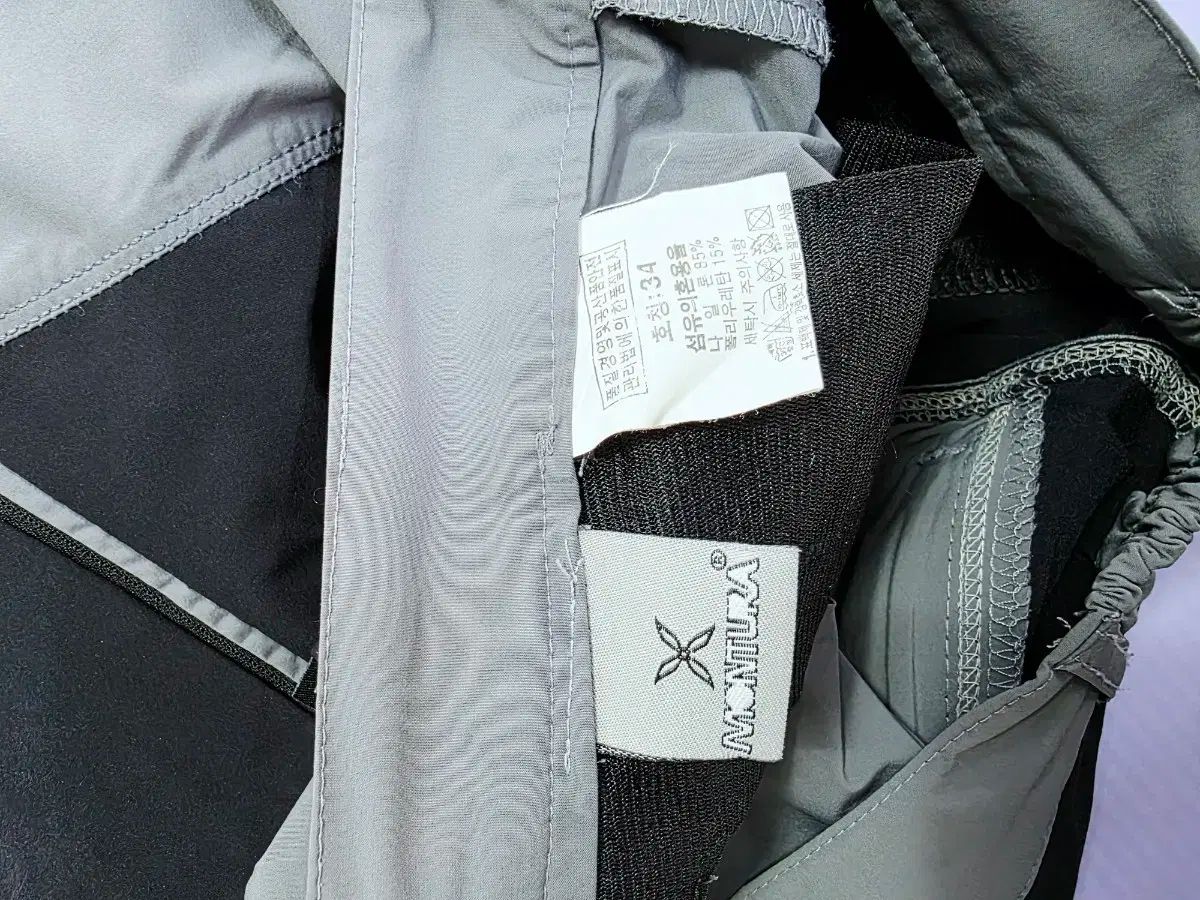 품질경영및공산품안전
관리법에의한품질표시
호칭:34
섬유의혼용율
나일론 85%
폴리우레탄 15%
세탁시 주의사항
MONTURA®